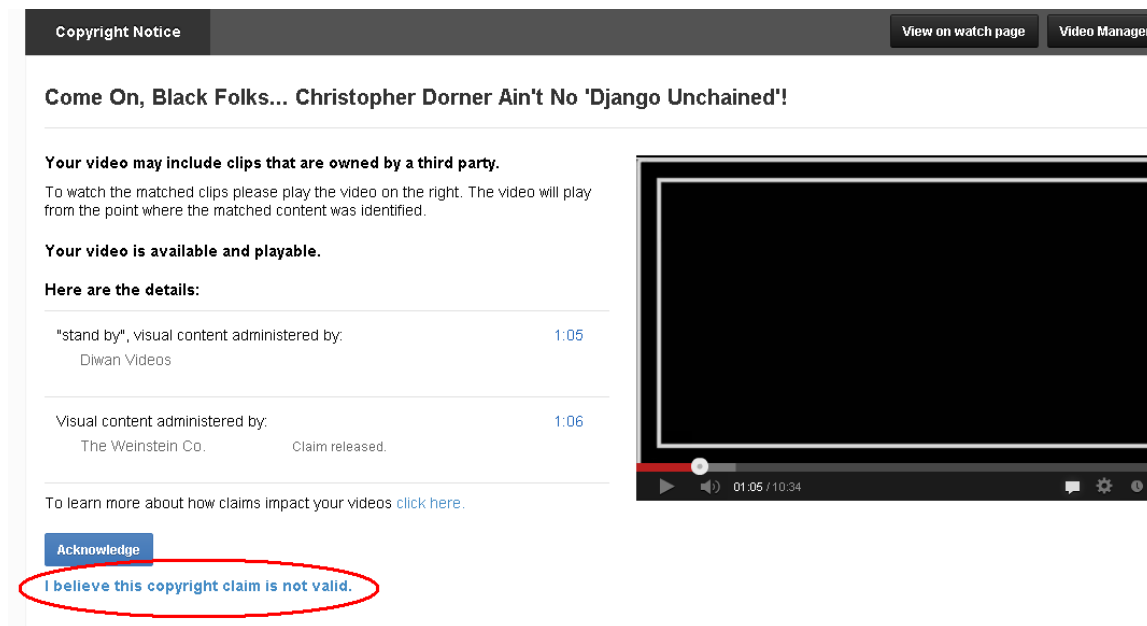 Copyright Notice
View on watch page
Video Manager
Come On, Black Folks... Christopher Dorner Ain't No 'Django Unchained'!
Your video may include clips that are owned by a third party.
To watch the matched clips please play the video on the right. The video will play
from the point where the matched content was identified.
Your video is available and playable.
Here are the details:
"stand by", visual content administered by: 1:05
Diwan Videos
Visual content administered by: 1:06
The Weinstein Co. Claim released.
To learn more about how claims impact your videos click here.
Acknowledge
I believe this copyright claim is not valid.
01:05 / 10:34